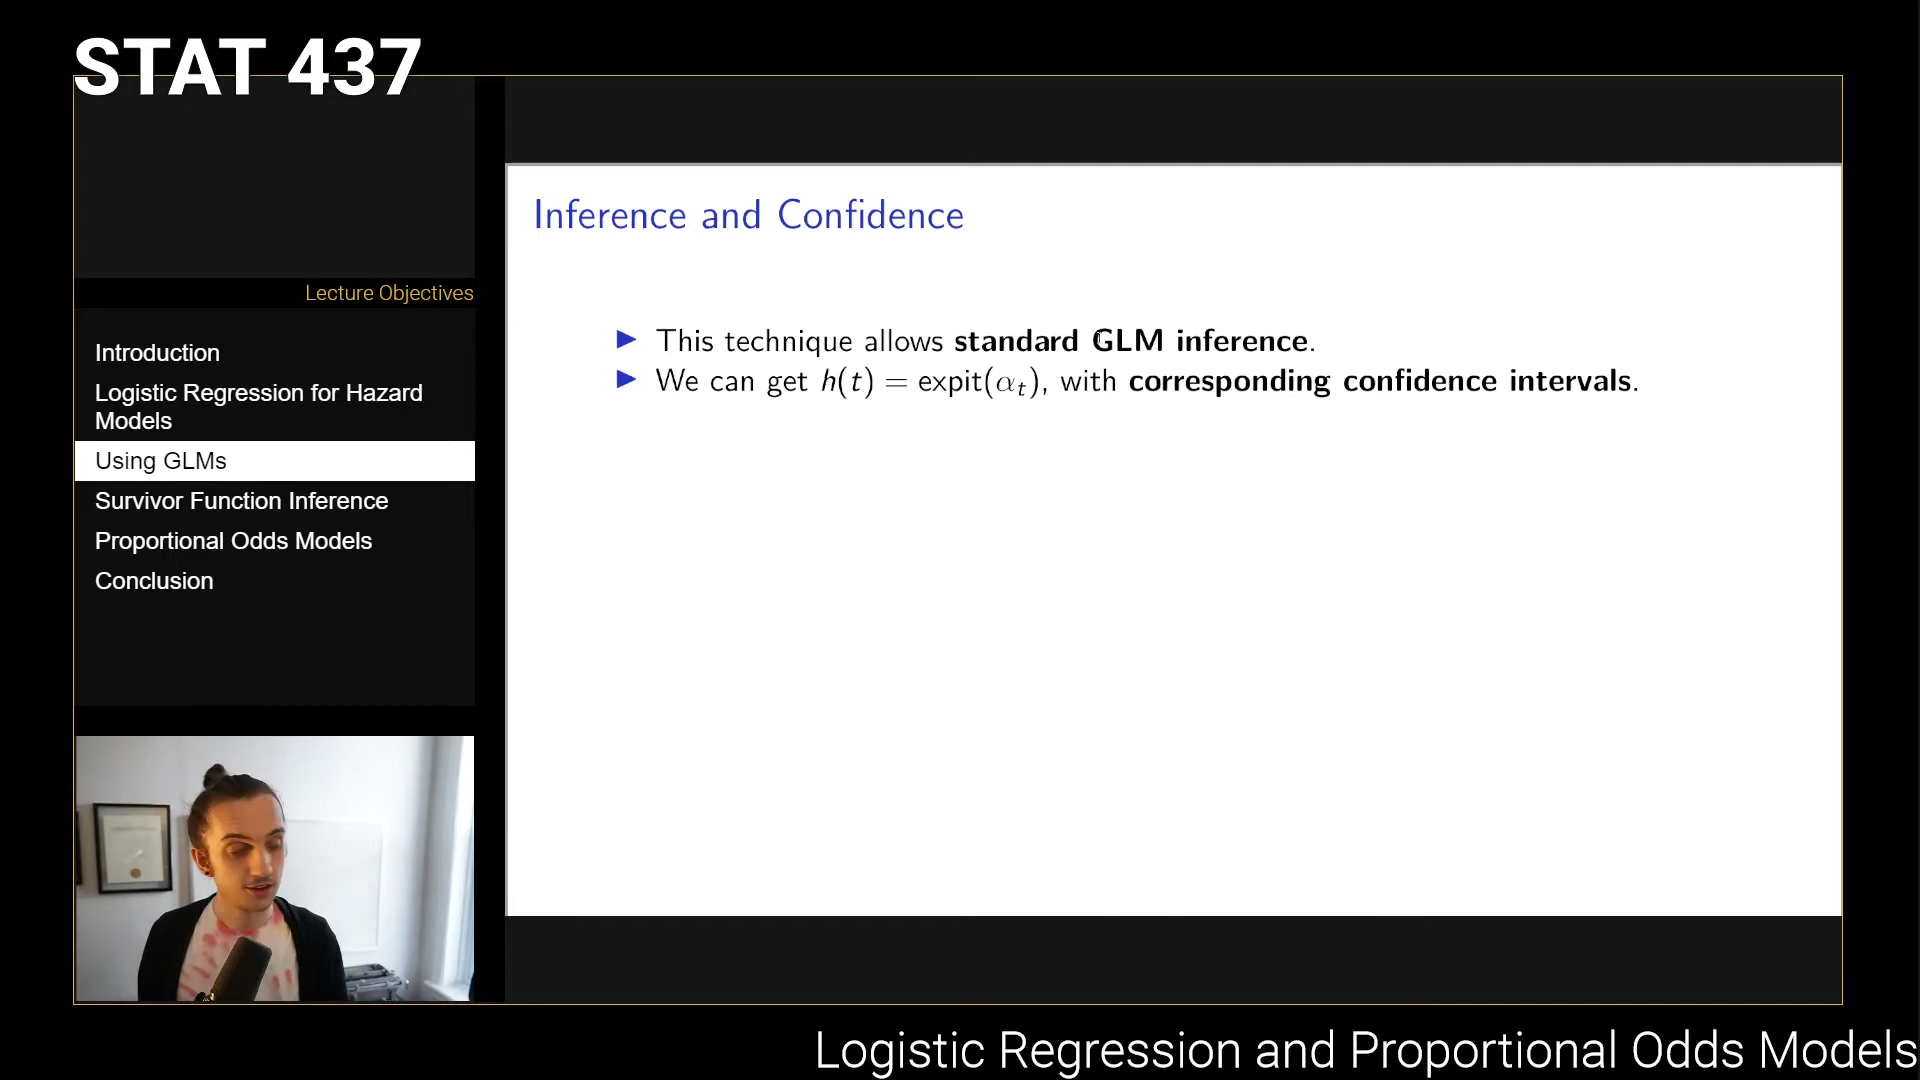 STAT 437
Lecture Objectives
Introduction
Logistic Regression for Hazard
Models
Using GLMs
Survivor Function Inference
Proportional Odds Models
Conclusion
Inference and Confidence
▶ This technique allows standard GLM inference.
▶ We can get h(t) = expit(αₜ), with corresponding confidence intervals.
Logistic Regression and Proportional Odds Models